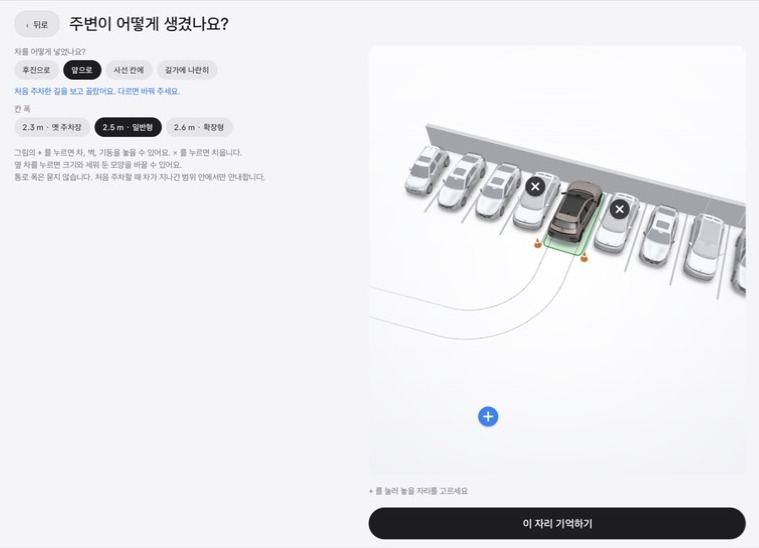 ‹ 뒤로
주변이 어떻게 생겼나요?
차를 어떻게 넣었나요?
후진으로
앞으로
사선 칸에
길가에 나란히
처음 주차한 길을 보고 골랐어요. 다르면 바꿔 주세요.
칸 폭
2.3 m · 옛 주차장
2.5 m · 일반형
2.6 m · 확장형
그림의 + 를 누르면 차, 벽, 기둥을 놓을 수 있어요. × 를 누르면 치웁니다.
옆 차를 누르면 크기와 세워 둔 모양을 바꿀 수 있어요.
통로 폭은 묻지 않습니다. 처음 주차할 때 차가 지나간 범위 안에서만 안내합니다.
+ 를 눌러 놓을 자리를 고르세요
이 자리 기억하기